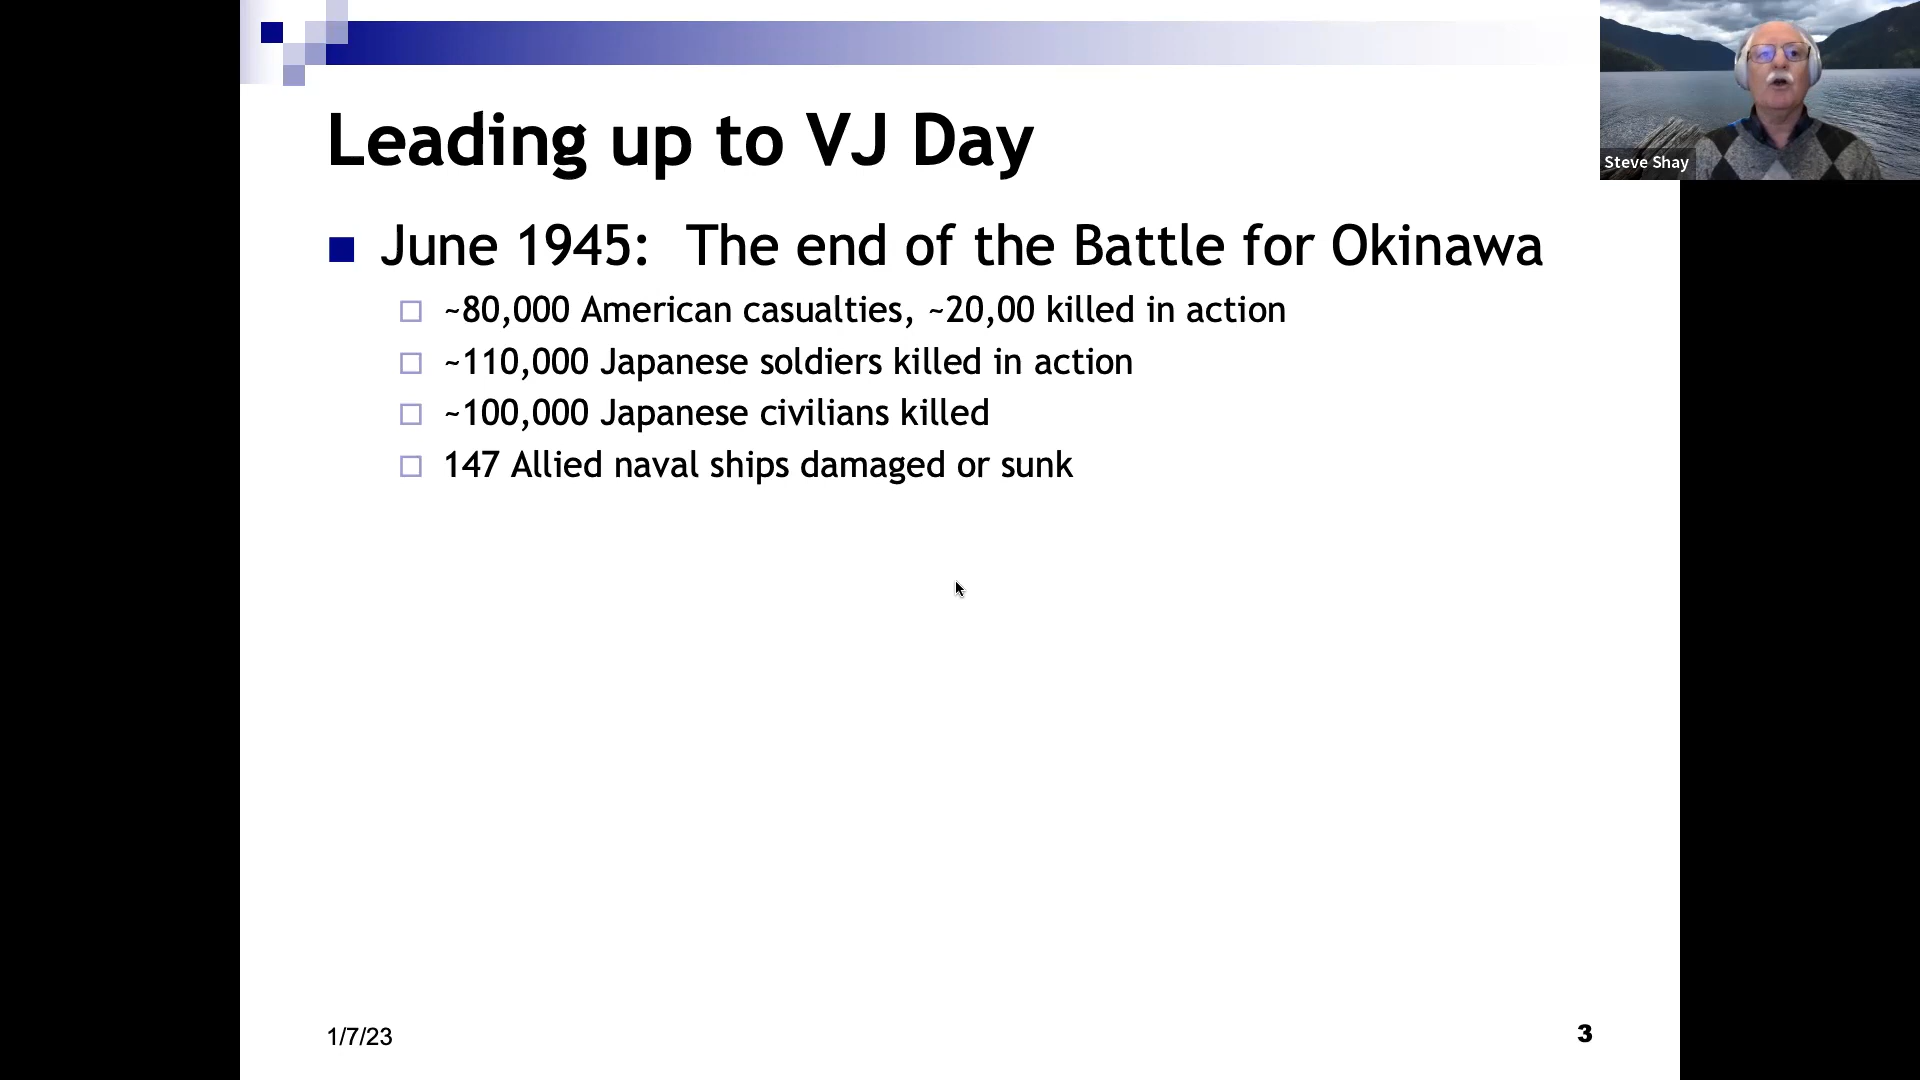 Leading up to VJ Day
June 1945:  The end of the Battle for Okinawa
~80,000 American casualties, ~20,00 killed in action
~110,000 Japanese soldiers killed in action
~100,000 Japanese civilians killed
147 Allied naval ships damaged or sunk
1/7/23
3
Steve Shay